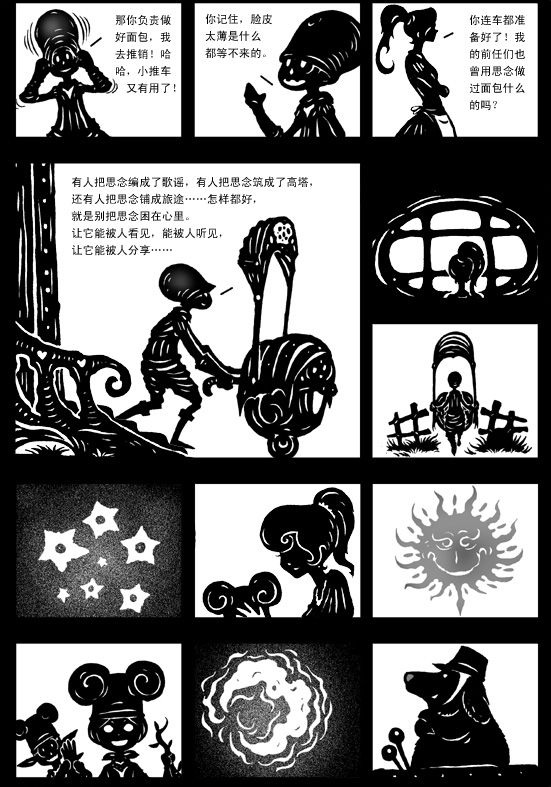 那你负责做
好面包，我
去推销！哈
哈，小推车
又有用了！
你记住，脸皮
太薄是什么
都等不来的。
你连车都准
备好了！我
的前任们也
曾用思念做
过面包什么
的吗？
有人把思念编成了歌谣，有人把思念筑成了高塔，
还有人把思念铺成旅途……怎样都好，
就是别把思念困在心里。
让它能被人看见，能被人听见，
让它能被人分享……